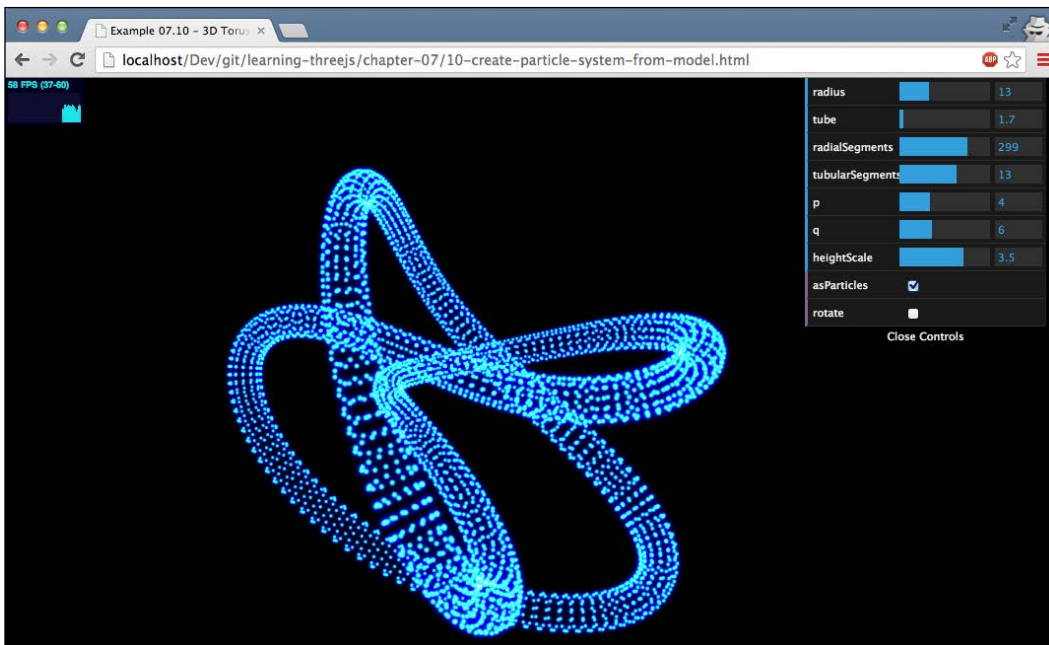 Example 07.10 – 3D Torus
localhost/Dev/git/learning-threejs/chapter-07/10-create-particle-system-from-model.html
ABP
58 FPS (37-60)
radius 13
tube 1.7
radialSegments 299
tubularSegments 13
p 4
q 6
heightScale 3.5
asParticles
rotate
Close Controls